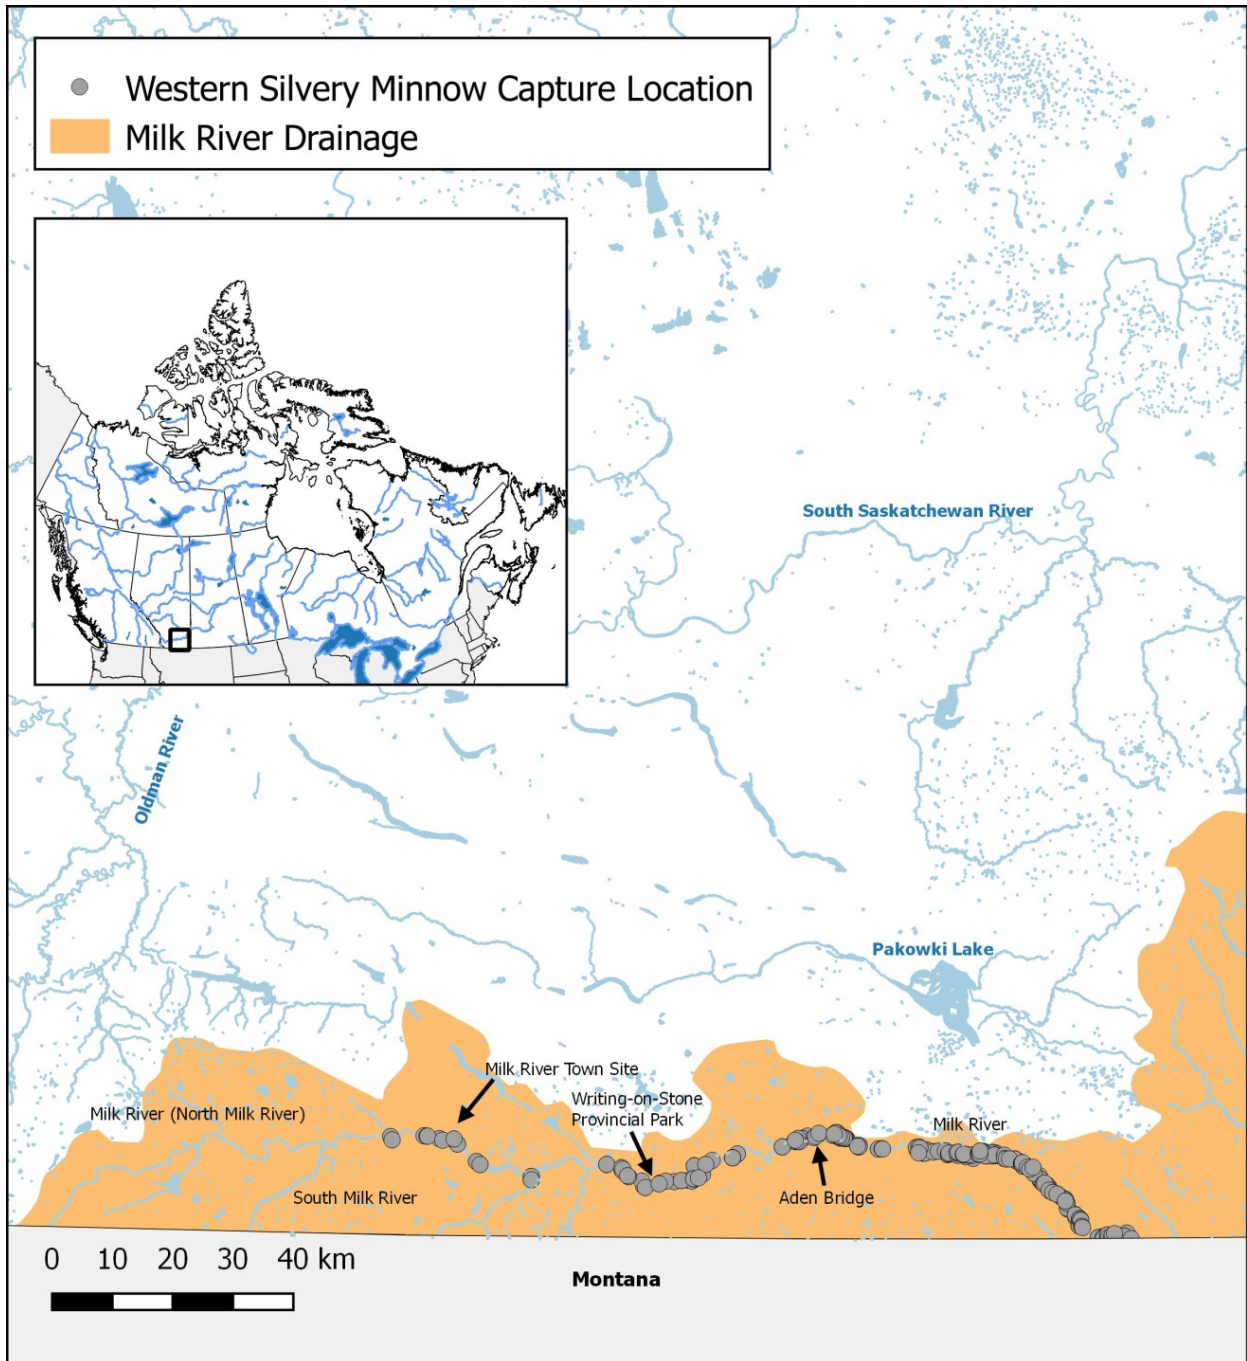 Western Silvery Minnow Capture Location
Milk River Drainage
South Saskatchewan River
Oldman River
Pakowki Lake
Milk River Town Site
Writing-on-Stone
Provincial Park
Milk River (North Milk River)
Milk River
South Milk River
Aden Bridge
0 10 20 30 40 km
Montana